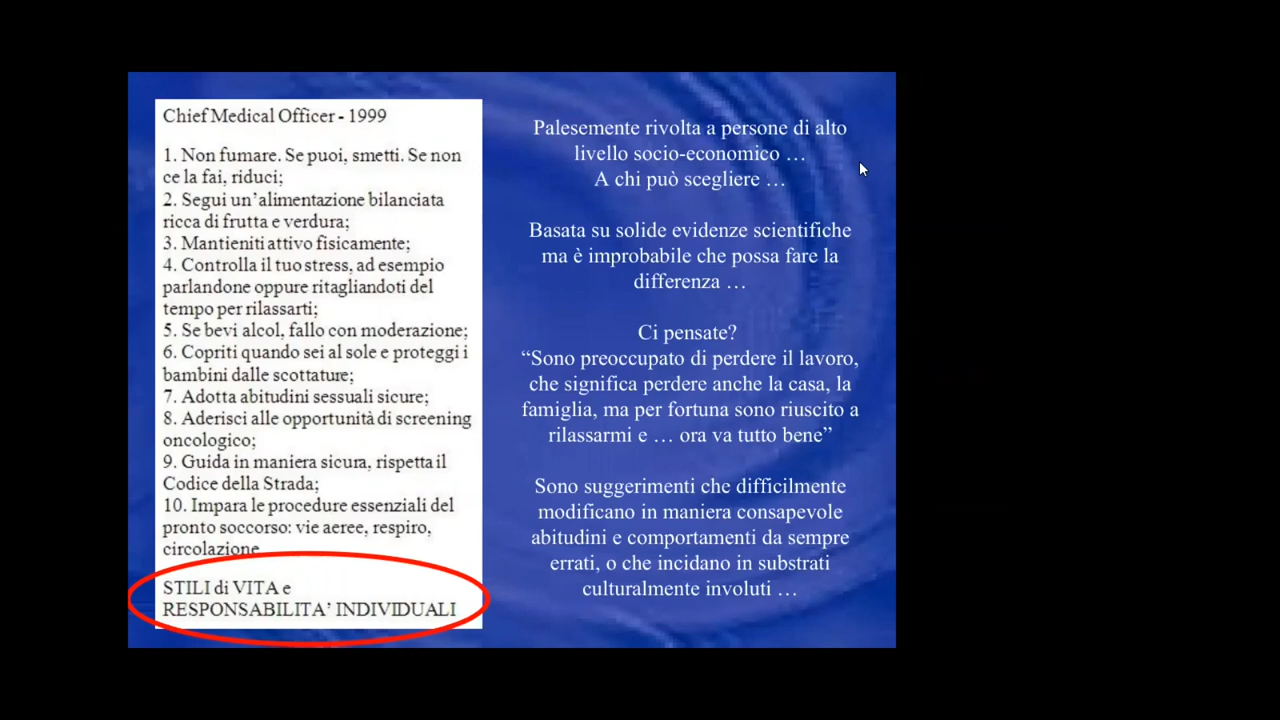 Chief Medical Officer - 1999
1. Non fumare. Se puoi, smetti. Se non
ce la fai, riduci;
2. Segui un'alimentazione bilanciata
ricca di frutta e verdura;
3. Mantieniti attivo fisicamente;
4. Controlla il tuo stress, ad esempio
parlandone oppure ritagliandoti del
tempo per rilassarti;
5. Se bevi alcol, fallo con moderazione;
6. Copriti quando sei al sole e proteggi i
bambini dalle scottature;
7. Adotta abitudini sessuali sicure;
8. Aderisci alle opportunità di screening
oncologico;
9. Guida in maniera sicura, rispetta il
Codice della Strada;
10. Impara le procedure essenziali del
pronto soccorso: vie aeree, respiro,
circolazione
STILI di VITA e
RESPONSABILITA' INDIVIDUALI
Palesemente rivolta a persone di alto
livello socio-economico …
A chi può scegliere …
Basata su solide evidenze scientifiche
ma è improbabile che possa fare la
differenza …
Ci pensate?
“Sono preoccupato di perdere il lavoro,
che significa perdere anche la casa, la
famiglia, ma per fortuna sono riuscito a
rilassarmi e … ora va tutto bene”
Sono suggerimenti che difficilmente
modificano in maniera consapevole
abitudini e comportamenti da sempre
errati, o che incidano in substrati
culturalmente involuti …